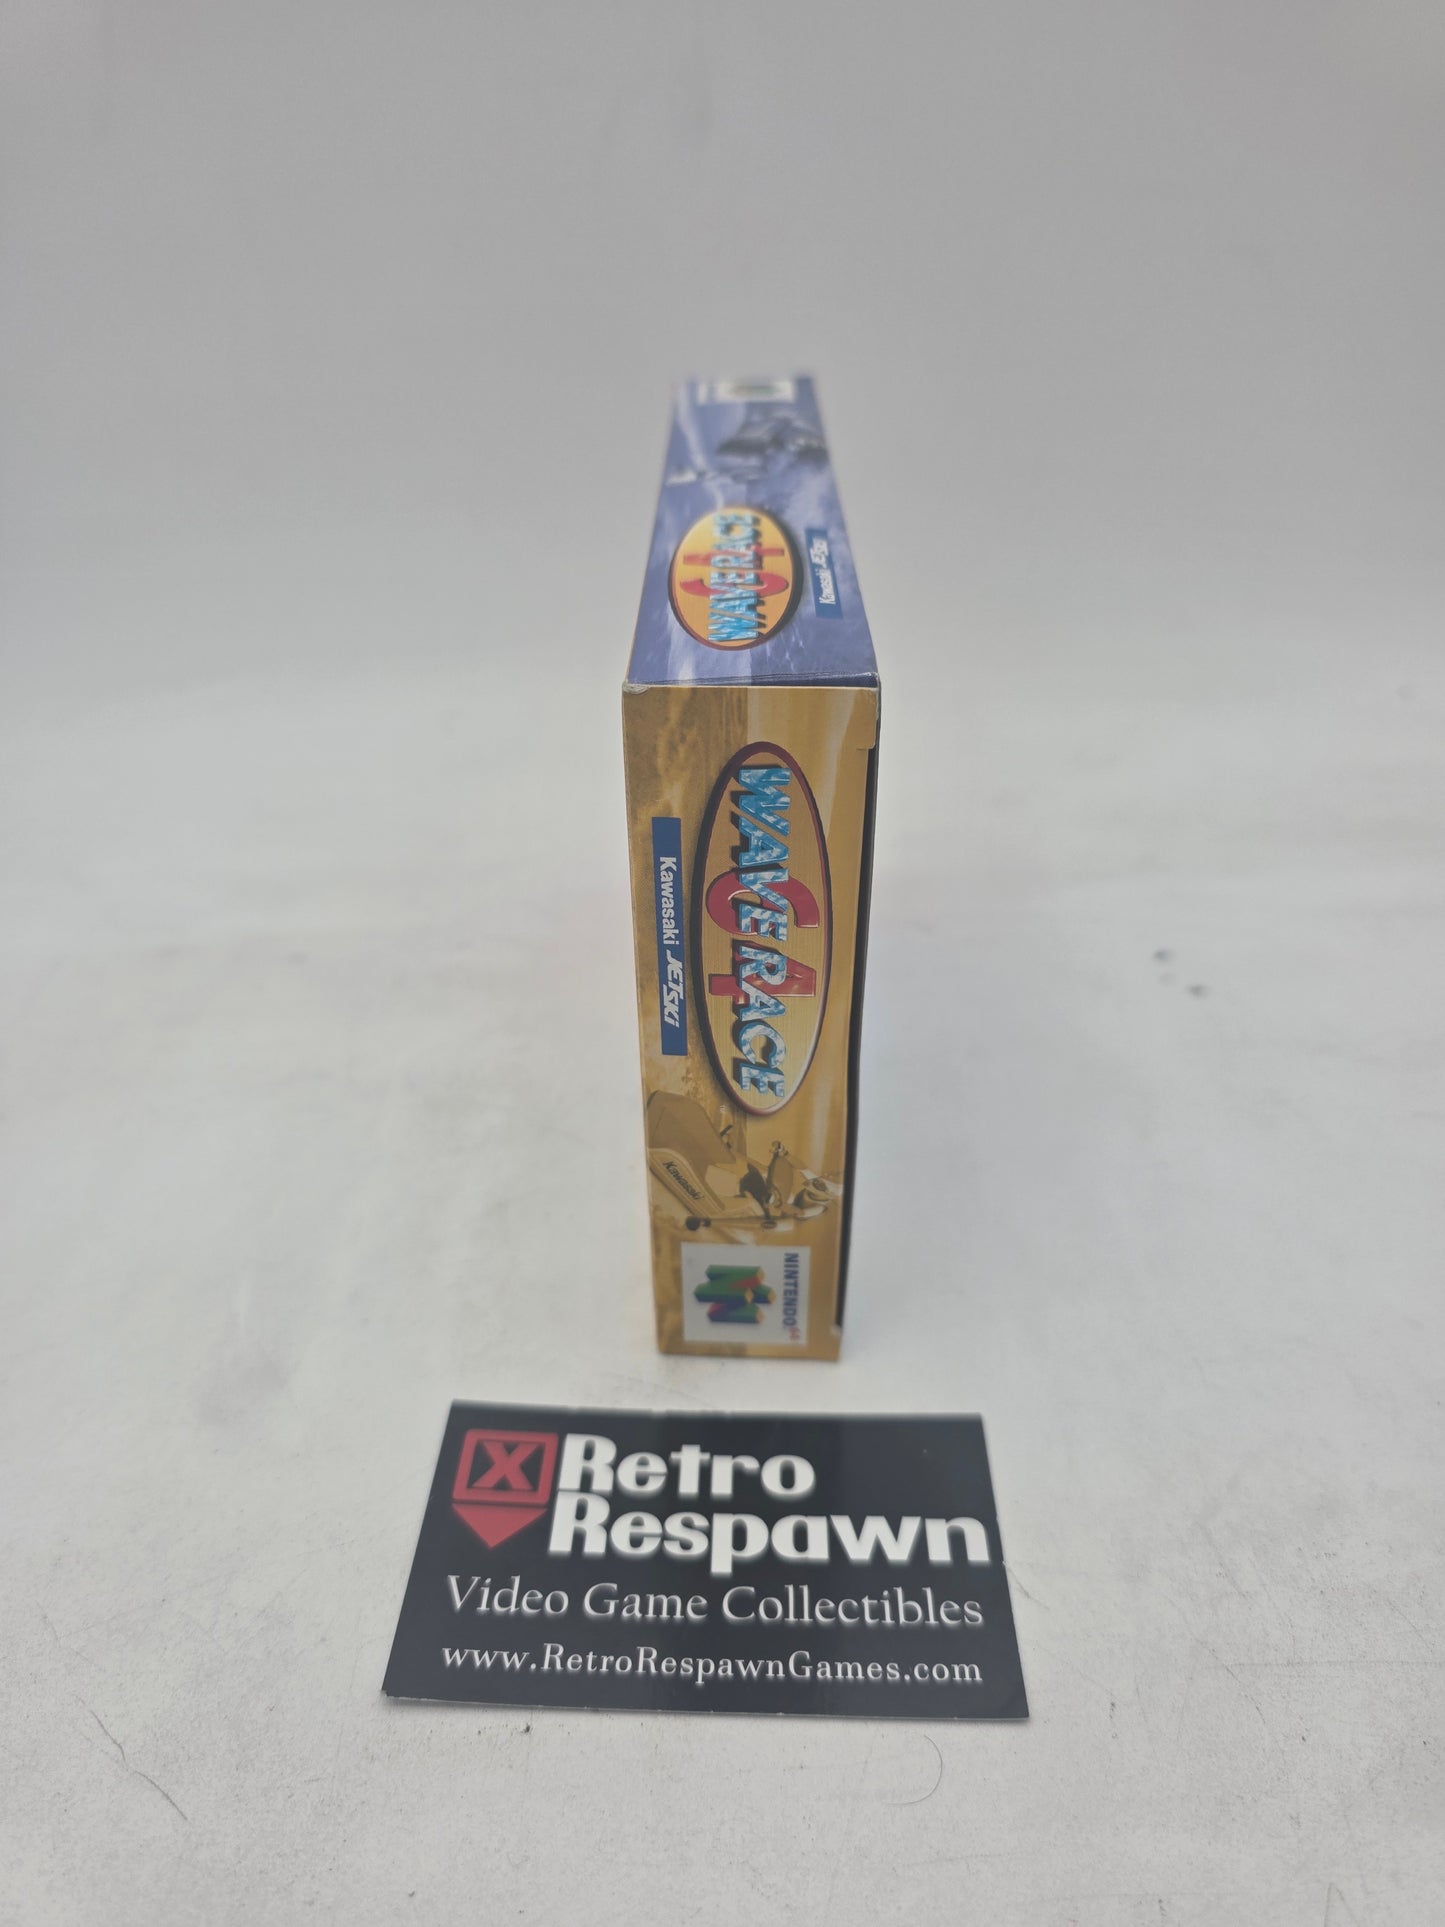 WAVE RACE
64
Kawasaki JETSKI
WAVE RACE
64
Kawasaki JETSKI
Kawasaki
NINTENDO64
Retro
Respawn
Video Game Collectibles
www.RetroRespawnGames.com